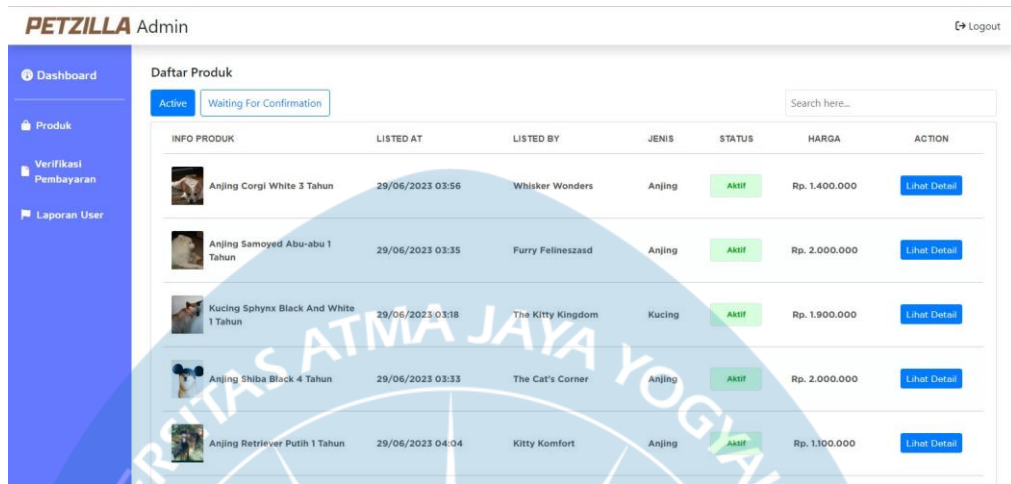 PETZILLA Admin
Logout
Dashboard
Produk
Verifikasi
Pembayaran
Laporan User
Daftar Produk
Active
Waiting For Confirmation
Search here...
INFO PRODUK LISTED AT LISTED BY JENIS STATUS HARGA ACTION
Anjing Corgi White 3 Tahun 29/06/2023 03:56 Whisker Wonders Anjing Aktif Rp. 1.400.000 Lihat Detail
Anjing Samoyed Abu-abu 1
Tahun
29/06/2023 03:35 Furry Felineszasd Anjing Aktif Rp. 2.000.000 Lihat Detail
Kucing Sphynx Black And White
1 Tahun
29/06/2023 03:18 The Kitty Kingdom Kucing Aktif Rp. 1.900.000 Lihat Detail
Anjing Shiba Black 4 Tahun 29/06/2023 03:33 The Cat's Corner Anjing Aktif Rp. 2.000.000 Lihat Detail
Anjing Retriever Putih 1 Tahun 29/06/2023 04:04 Kitty Komfort Anjing Aktif Rp. 1.100.000 Lihat Detail
ERSITAS ATMA JAYA YOGYA